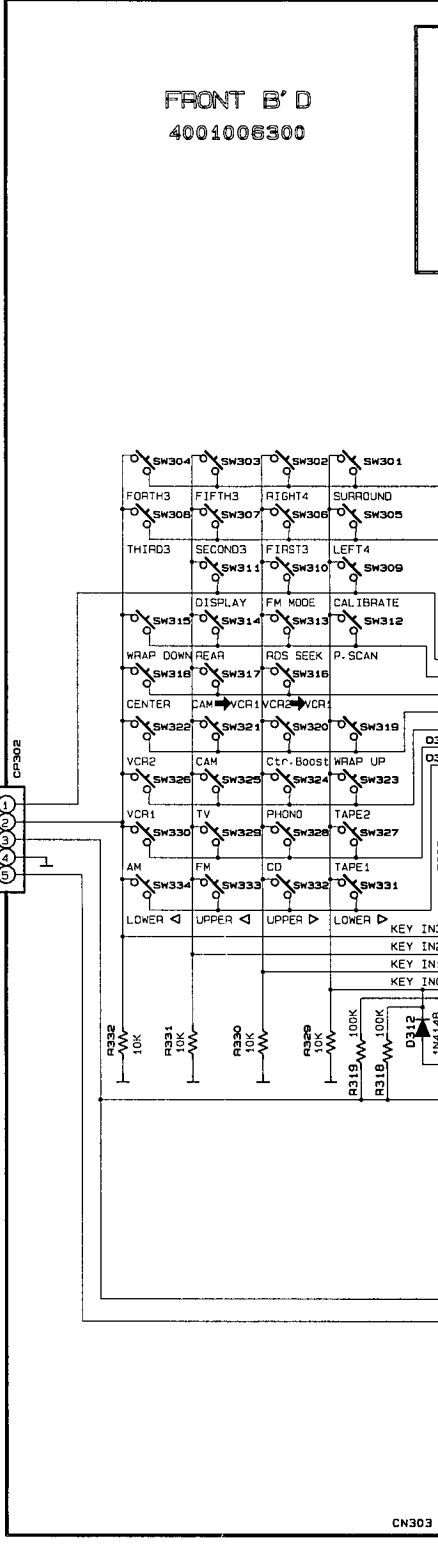 FRONT B'D
4001006300
SW304 SW303 SW302 SW301
FORTH3 FIFTH3 RIGHT4 SURROUND
SW308 SW307 SW306 SW305
THIRD3 SECOND3 FIRST3 LEFT4
SW311 SW310 SW309
DISPLAY FM MODE CALIBRATE
SW315 SW314 SW313 SW312
WRAP DOWN REAR RDS SEEK P.SCAN
SW318 SW317 SW316
CENTER CAM➡VCR1 VCR2➡VCR1
SW322 SW321 SW320 SW319
VCR2 CAM Ctr.Boost WRAP UP
SW326 SW325 SW324 SW323
VCR1 TV PHONO TAPE2
SW330 SW329 SW328 SW327
AM FM CD TAPE1
SW334 SW333 SW332 SW331
LOWER ◁ UPPER ◁ UPPER ▷ LOWER ▷
CP302
1
2
3
4
5
KEY IN3
KEY IN2
KEY IN1
KEY IN0
R332 10K
R331 10K
R330 10K
R329 10K
R319 100K
R318 100K
D312
1N4148
CN303